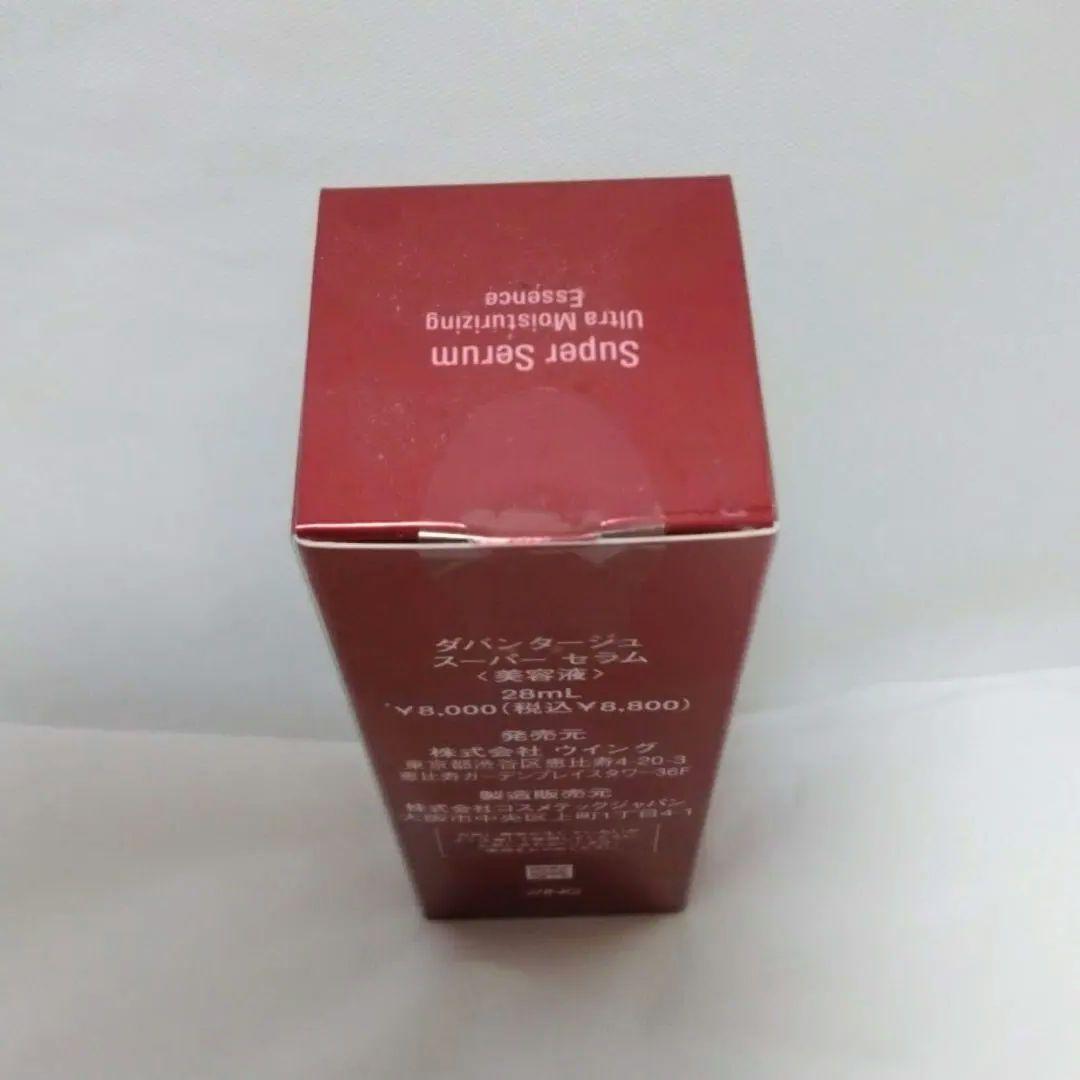 Super Serum
Ultra Moisturizing
Essence
ダバンタージュ
スーパー セラム
〈美容液〉
28mL
¥8,000(税込¥8,800)
発売元
株式会社 ウイング
東京都渋谷区恵比寿4-20-3
恵比寿ガーデンプレイスタワー36F
製造販売元
株式会社コスメテックジャパン
大阪市中央区上町1丁目4-1